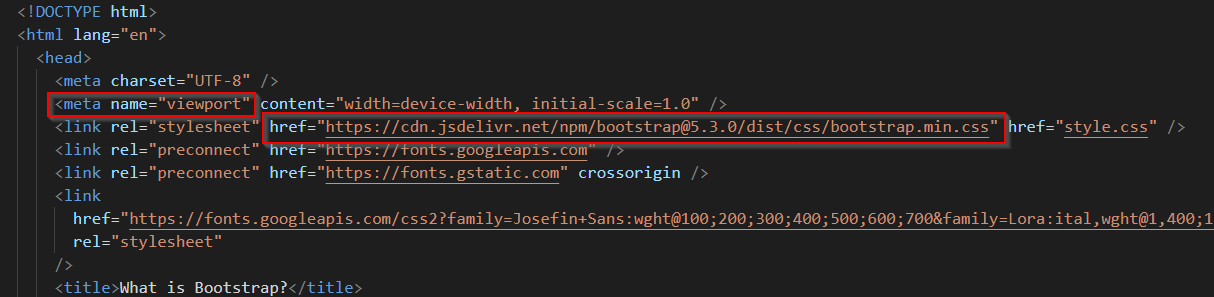 <!DOCTYPE html>
<html lang="en">
<head>
<meta charset="UTF-8" />
<meta name="viewport" content="width=device-width, initial-scale=1.0" />
<link rel="stylesheet" href="https://cdn.jsdelivr.net/npm/bootstrap@5.3.0/dist/css/bootstrap.min.css" href="style.css" />
<link rel="preconnect" href="https://fonts.googleapis.com" />
<link rel="preconnect" href="https://fonts.gstatic.com" crossorigin />
<link
href="https://fonts.googleapis.com/css2?family=Josefin+Sans:wght@100;200;300;400;500;600;700&family=Lora:ital,wght@1,400;1
rel="stylesheet"
/>
<title>What is Bootstrap?</title>